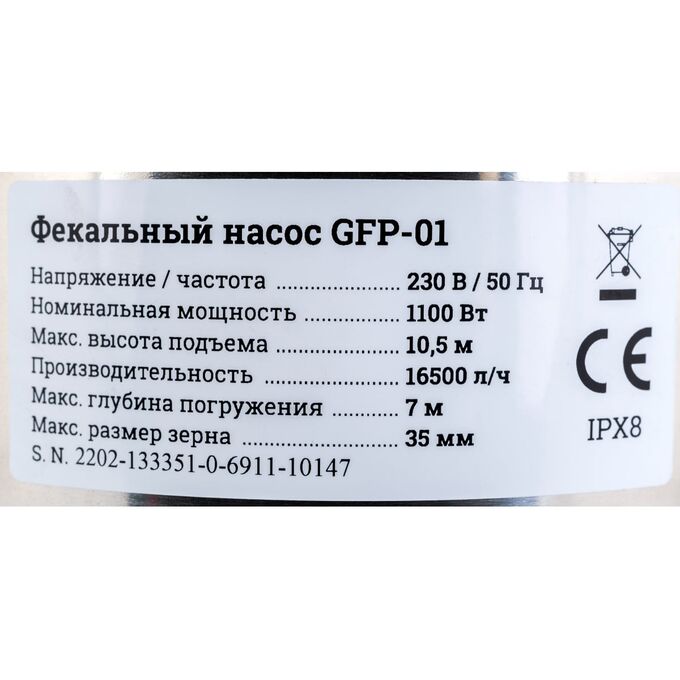 Фекальный насос GFP-01
Напряжение / частота ................ 230 В / 50 Гц
Номинальная мощность ........... 1100 Вт
Макс. высота подъема ................ 10,5 м
Производительность .................. 16500 л/ч
Макс. глубина погружения ........ 7 м
Макс. размер зерна ..................... 35 мм
S. N. 2202-133351-0-6911-10147
CE
IPX8